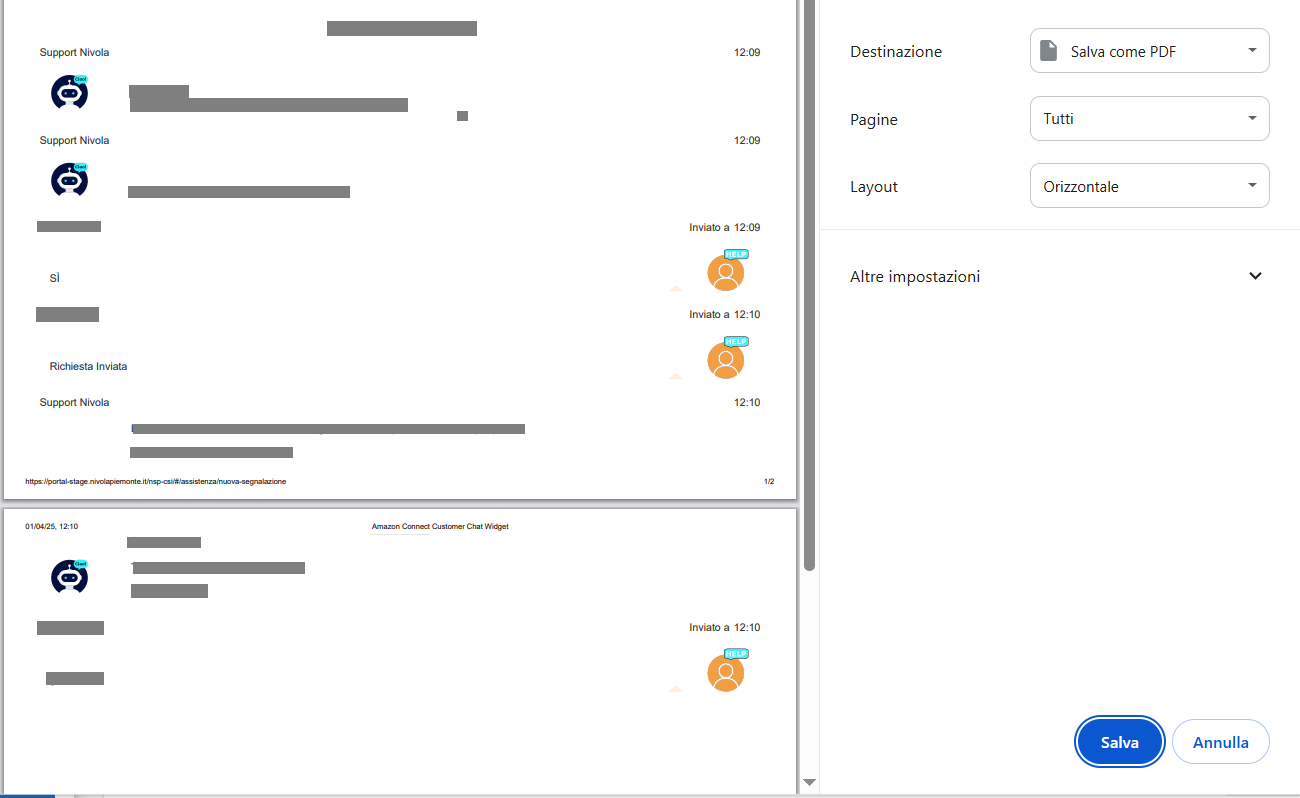 Support Nivola 12:09
Ciao!
Support Nivola 12:09
Ciao!
Inviato a 12:09
HELP
SÌ
Inviato a 12:10
HELP
Richiesta Inviata
Support Nivola 12:10
https://portal-stage.nivolapiemonte.it/nsp-csi/#/assistenza/nuova-segnalazione 1/2
01/04/25, 12:10 Amazon Connect Customer Chat Widget
Ciao!
Inviato a 12:10
HELP
Destinazione Salva come PDF
Pagine Tutti
Layout Orizzontale
Altre impostazioni
Salva Annulla